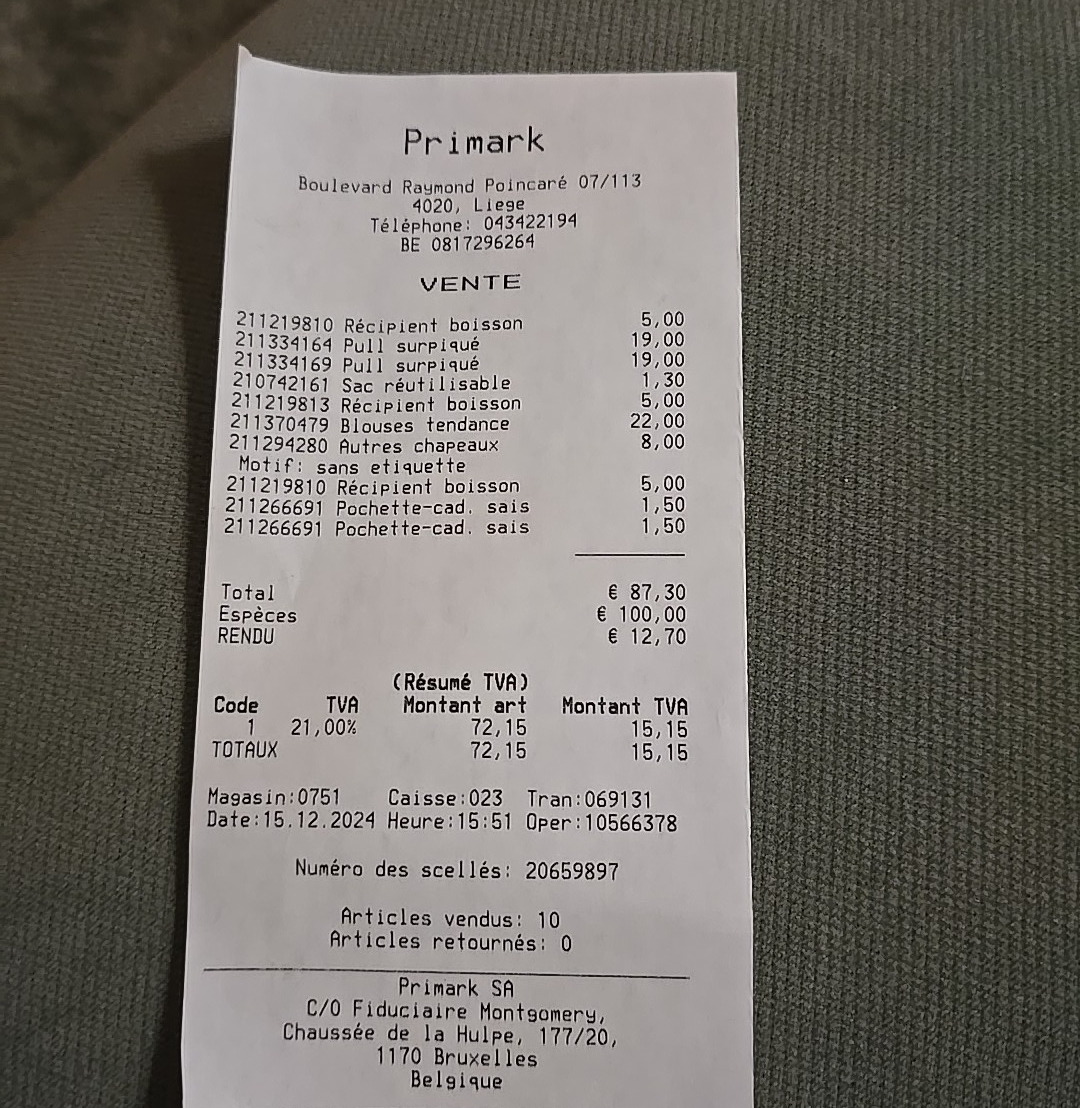 Primark
Boulevard Raymond Poincaré 07/113
4020, Liege
Téléphone: 043422194
BE 0817296264
VENTE
211219810 Récipient boisson 5,00
211334164 Pull surpiqué 19,00
211334169 Pull surpiqué 19,00
210742161 Sac réutilisable 1,30
211219813 Récipient boisson 5,00
211370479 Blouses tendance 22,00
211294280 Autres chapeaux 8,00
Motif: sans etiquette
211219810 Récipient boisson 5,00
211266691 Pochette-cad. sais 1,50
211266691 Pochette-cad. sais 1,50
Total € 87,30
Espèces € 100,00
RENDU € 12,70
(Résumé TVA)
Code TVA Montant art Montant TVA
1 21,00% 72,15 15,15
TOTAUX 72,15 15,15
Magasin:0751 Caisse:023 Tran:069131
Date:15.12.2024 Heure:15:51 Oper:10566378
Numéro des scellés: 20659897
Articles vendus: 10
Articles retournés: 0
Primark SA
C/O Fiduciaire Montgomery,
Chaussée de la Hulpe, 177/20,
1170 Bruxelles
Belgique